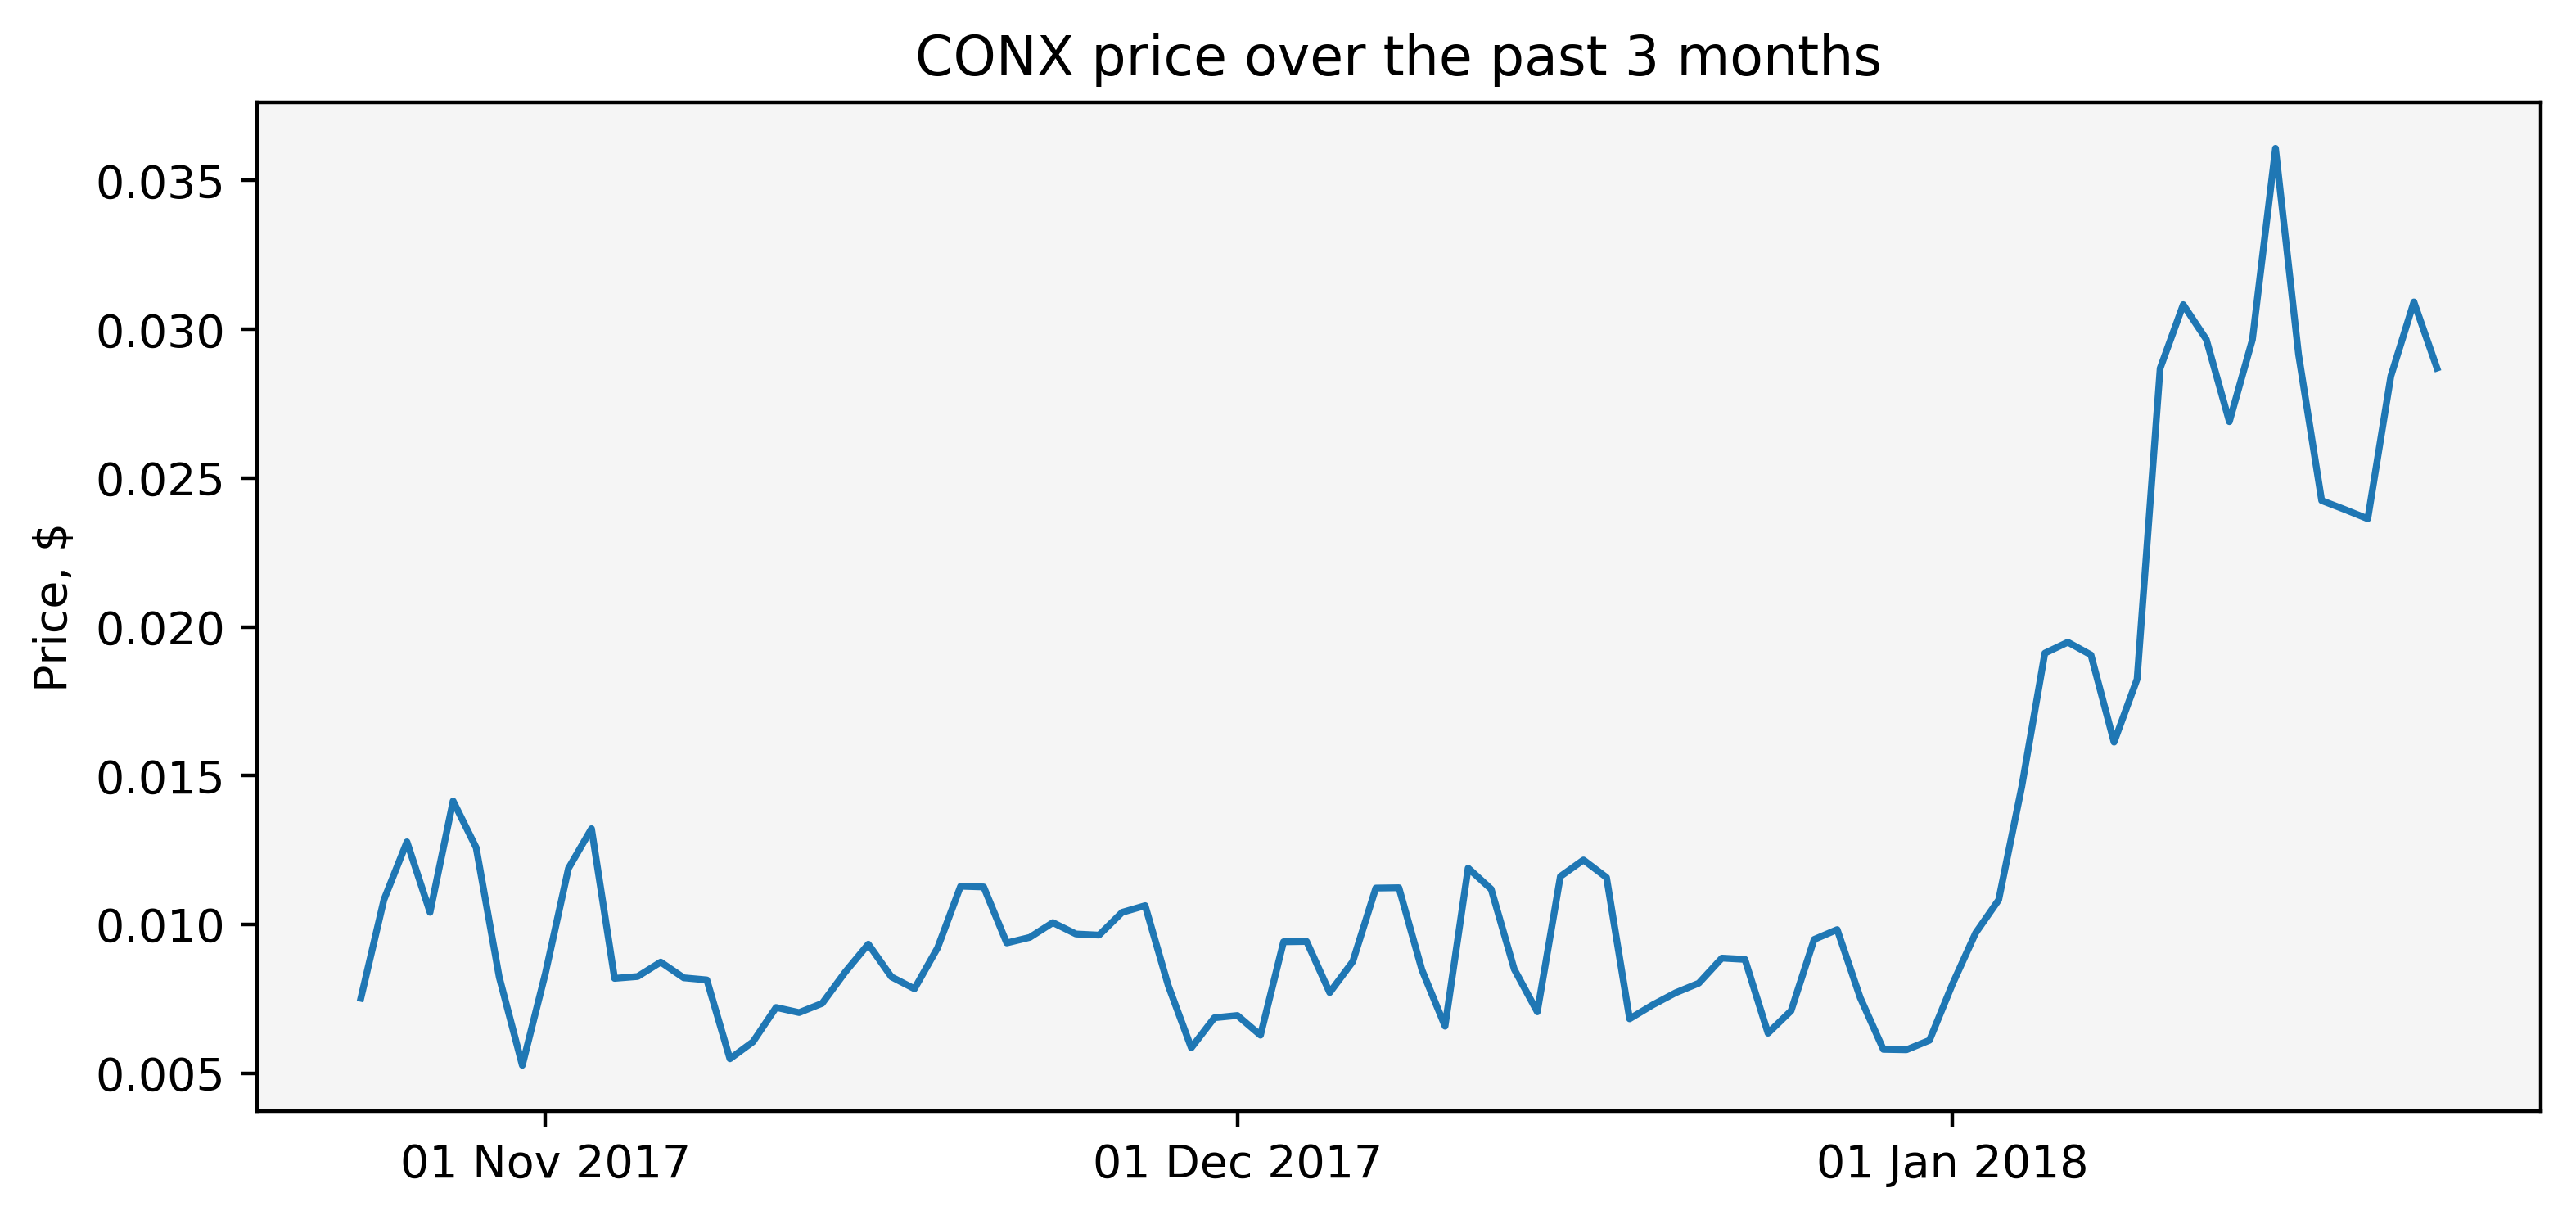 CONX price over the past 3 months
0.035
0.030
0.025
0.020
0.015
0.010
0.005
Price, $
01 Nov 2017
01 Dec 2017
01 Jan 2018